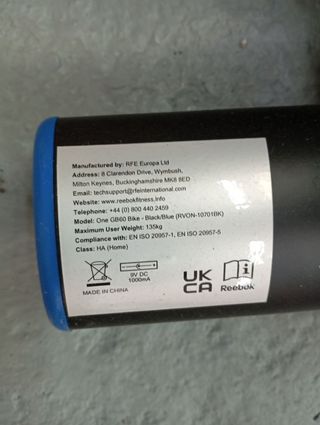 Manufactured by: RFE Europa Ltd
Address: 8 Clarendon Drive, Wymbush,
Milton Keynes, Buckinghamshire MK8 8ED
Email: techsupport@rfeinternational.com
Website: www.reebokfitness.info
Telephone: +44 (0) 800 440 2459
Model: One GB60 Bike - Black/Blue (RVON-10701BK)
Maximum User Weight: 135kg
Compliance with: EN ISO 20957-1, EN ISO 20957-5
Class: HA (Home)
9V DC
1000mA
MADE IN CHINA
UK
CA
Reebok